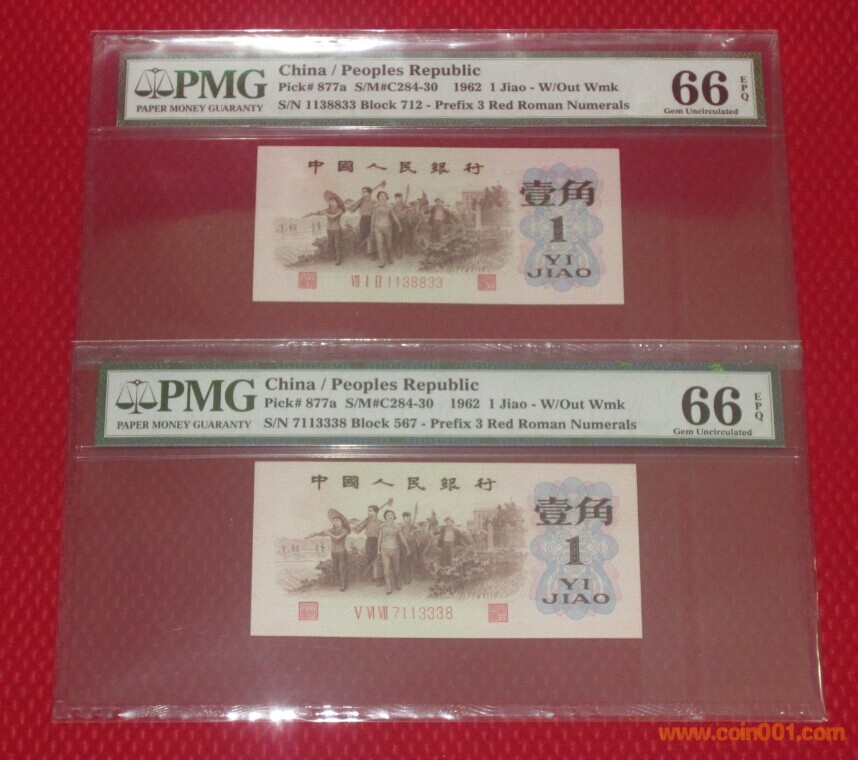 PMG
PAPER MONEY GUARANTY
China / Peoples Republic
Pick# 877a S/M#C284-30 1962 1 Jiao - W/Out Wmk
S/N 1138833 Block 712 - Prefix 3 Red Roman Numerals
66 EPQ
Gem Uncirculated
中國人民銀行
壹角
1
YI
JIAO
VII I II 1138833
PMG
PAPER MONEY GUARANTY
China / Peoples Republic
Pick# 877a S/M#C284-30 1962 1 Jiao - W/Out Wmk
S/N 7113338 Block 567 - Prefix 3 Red Roman Numerals
66 EPQ
Gem Uncirculated
中國人民銀行
壹角
1
YI
JIAO
V VI VII 7113338
www.coin001.com